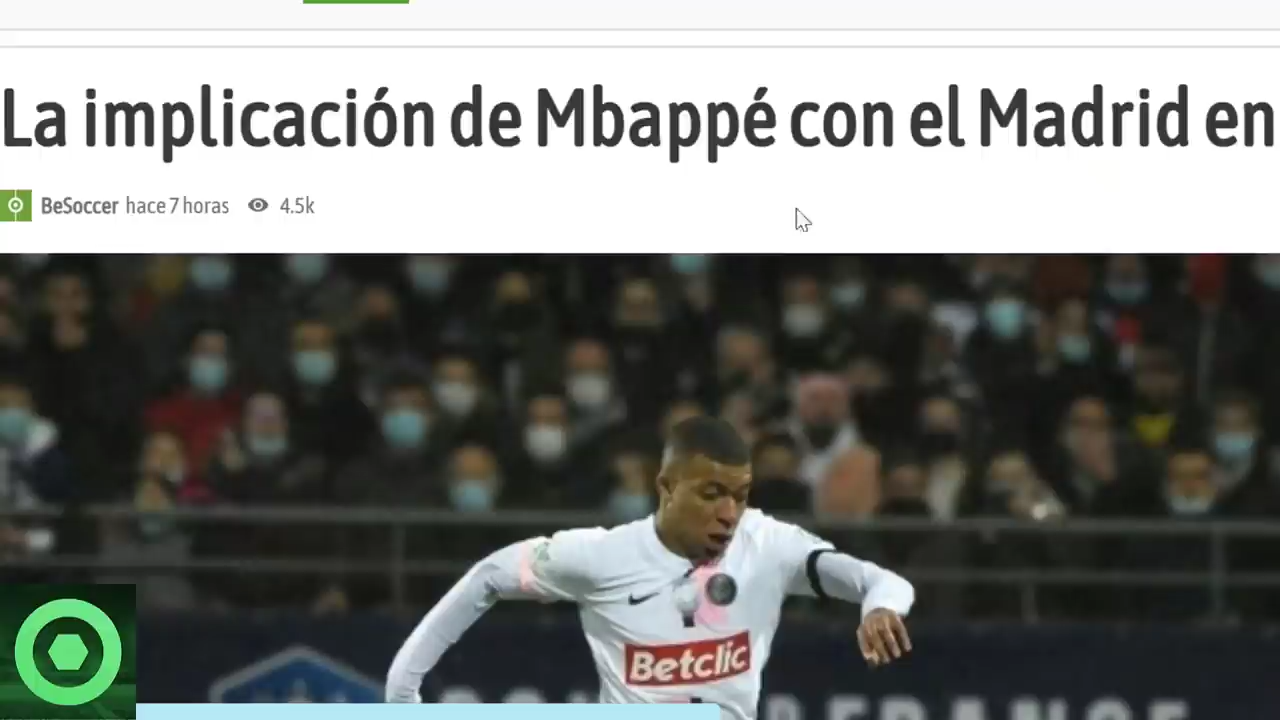 La implicación de Mbappé con el Madrid en
BeSoccer hace 7 horas 4.5k
Betclic